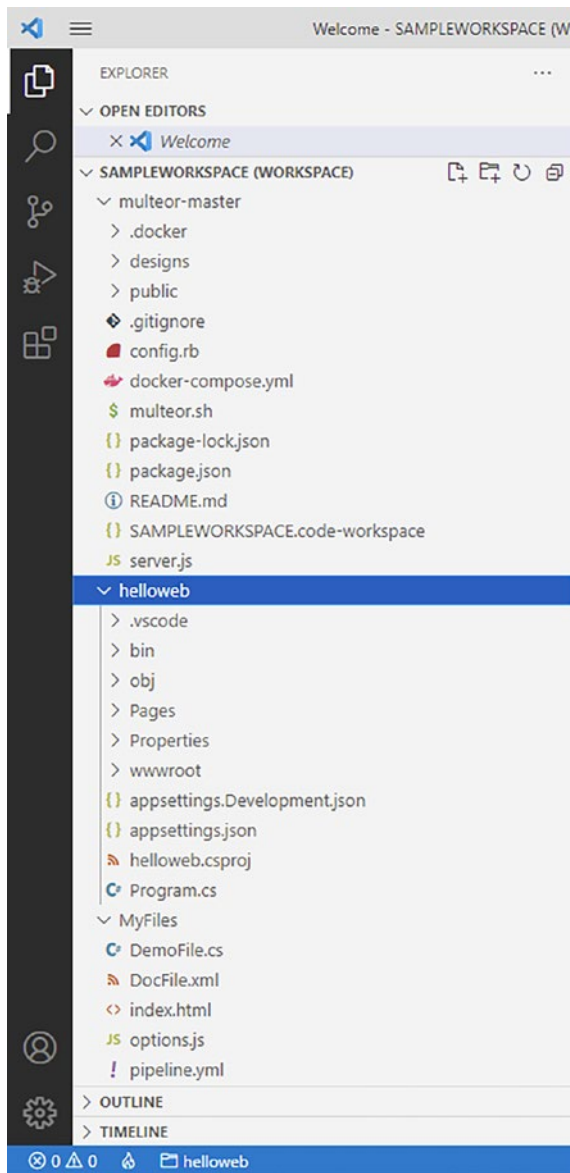 Welcome - SAMPLEWORKSPACE (W
EXPLORER
OPEN EDITORS
Welcome
SAMPLEWORKSPACE (WORKSPACE)
multeor-master
.docker
designs
public
.gitignore
config.rb
docker-compose.yml
$ multeor.sh
{} package-lock.json
{} package.json
README.md
{} SAMPLEWORKSPACE.code-workspace
JS server.js
helloweb
.vscode
bin
obj
Pages
Properties
wwwroot
{} appsettings.Development.json
{} appsettings.json
helloweb.csproj
C# Program.cs
MyFiles
C# DemoFile.cs
DocFile.xml
<> index.html
JS options.js
! pipeline.yml
OUTLINE
TIMELINE
0 0 helloweb